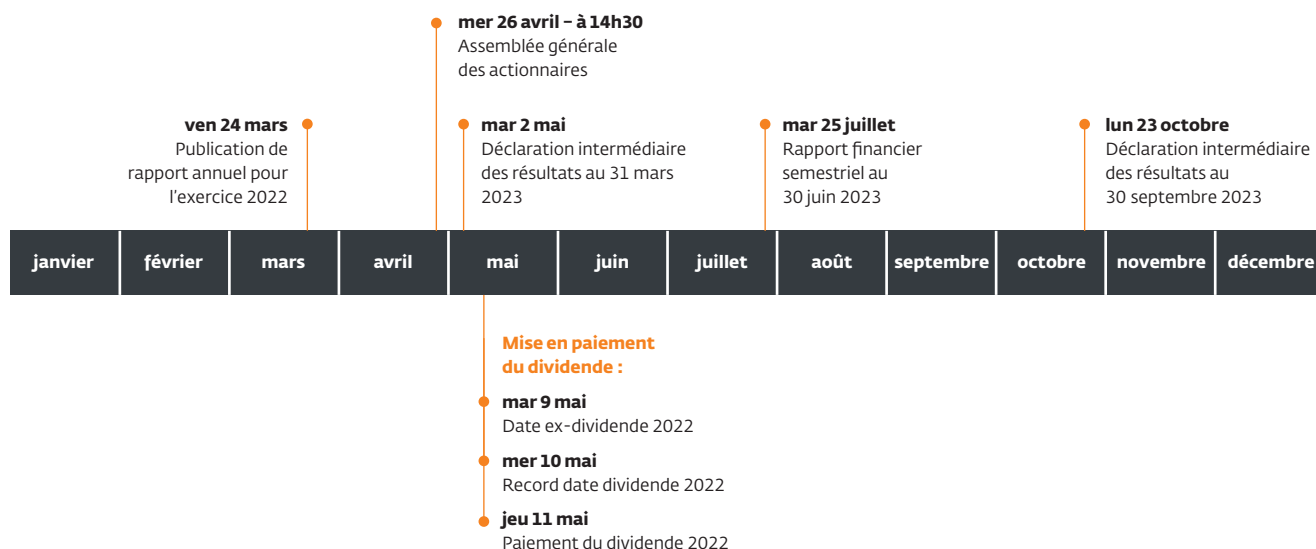 mer 26 avril – à 14h30
Assemblée générale
des actionnaires
ven 24 mars
Publication de
rapport annuel pour
l'exercice 2022
mar 2 mai
Déclaration intermédiaire
des résultats au 31 mars
2023
mar 25 juillet
Rapport financier
semestriel au
30 juin 2023
lun 23 octobre
Déclaration intermédiaire
des résultats au
30 septembre 2023
janvier février mars avril mai juin juillet août septembre octobre novembre décembre
Mise en paiement
du dividende :
mar 9 mai
Date ex-dividende 2022
mer 10 mai
Record date dividende 2022
jeu 11 mai
Paiement du dividende 2022